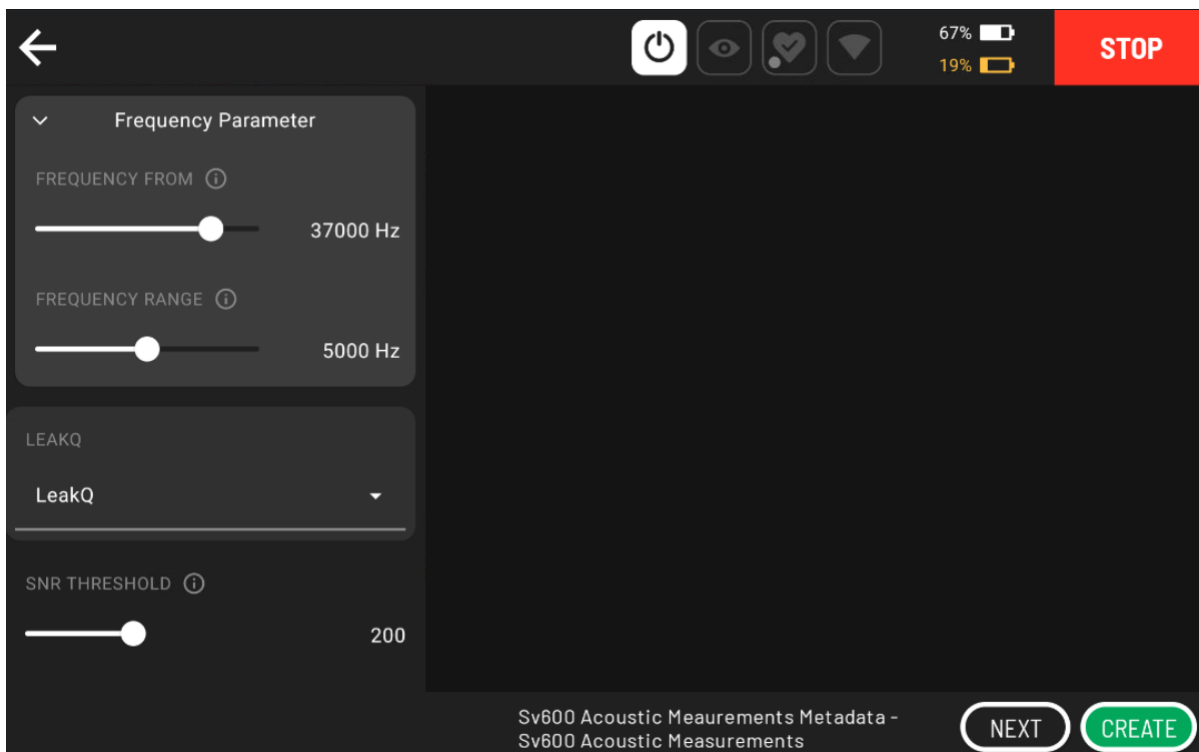 67%
19%
STOP
Frequency Parameter
FREQUENCY FROM
37000 Hz
FREQUENCY RANGE
5000 Hz
LEAKQ
LeakQ
SNR THRESHOLD
200
Sv600 Acoustic Meaurements Metadata -
Sv600 Acoustic Measurements
NEXT
CREATE